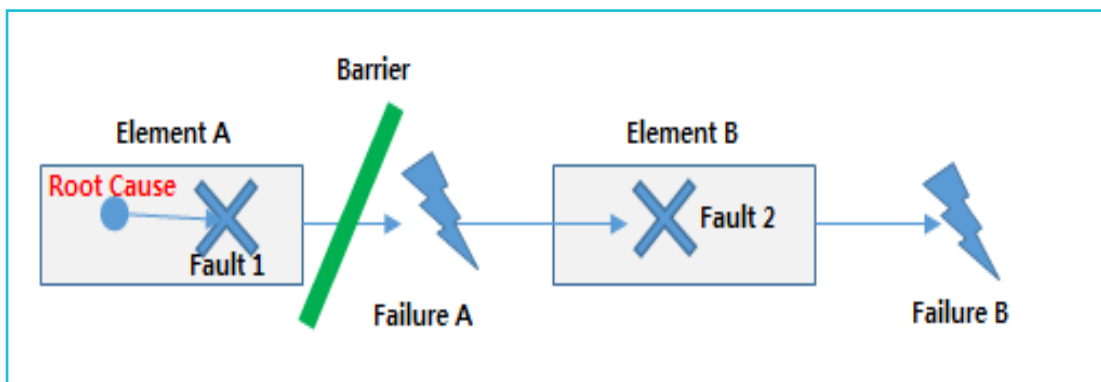 Barrier
Element A
Element B
Root Cause
Fault 1
Fault 2
Failure A
Failure B